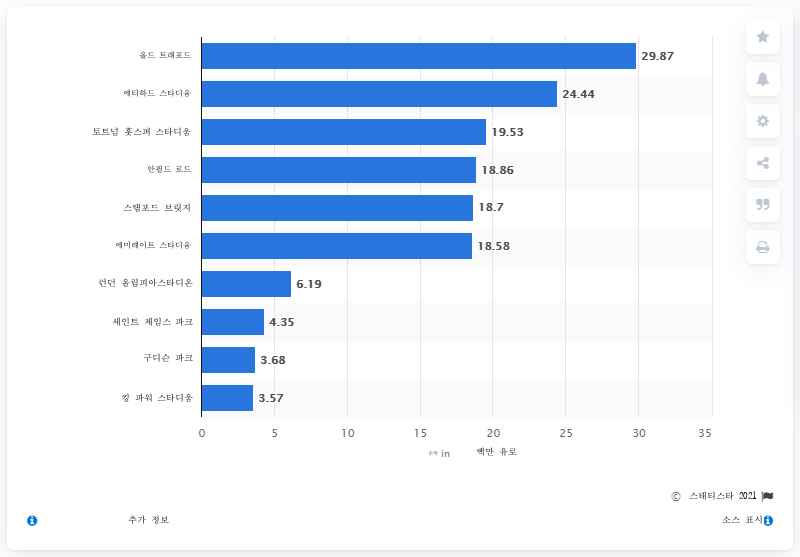 올드 트래포드 29.87
에티하드 스타디움 24.44
토트넘 홋스퍼 스타디움 19.53
안필드 로드 18.86
스탬포드 브릿지 18.7
에미레이트 스타디움 18.58
런던 올림피아스타디온 6.19
세인트 제임스 파크 4.35
구디슨 파크 3.68
킹 파워 스타디움 3.57
0 5 10 15 20 25 30 35
in 백만 유로
© 스태티스타 2021
추가 정보 소스 표시